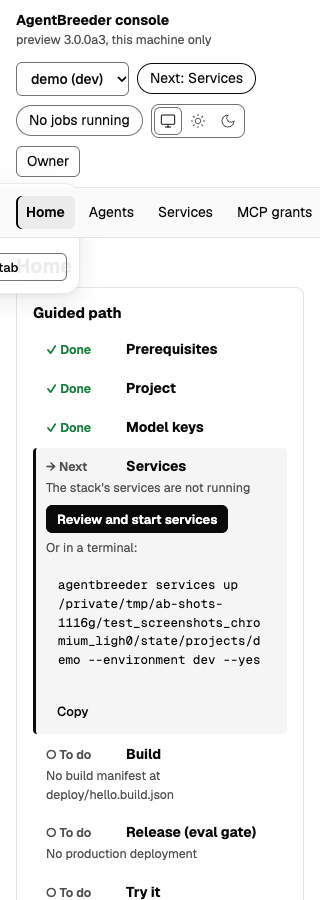 AgentBreeder console
preview 3.0.0a3, this machine only
demo (dev)
Next: Services
No jobs running
Owner
Home
Agents
Services
MCP grants
tab
Home
Guided path
Done
Prerequisites
Done
Project
Done
Model keys
Next
Services
The stack's services are not running
Review and start services
Or in a terminal:
agentbreeder services up
/private/tmp/ab-shots-
1116g/test_screenshots_chro
mium_ligh0/state/projects/d
emo --environment dev --yes
Copy
To do
Build
No build manifest at
deploy/hello.build.json
To do
Release (eval gate)
No production deployment
To do
Try it